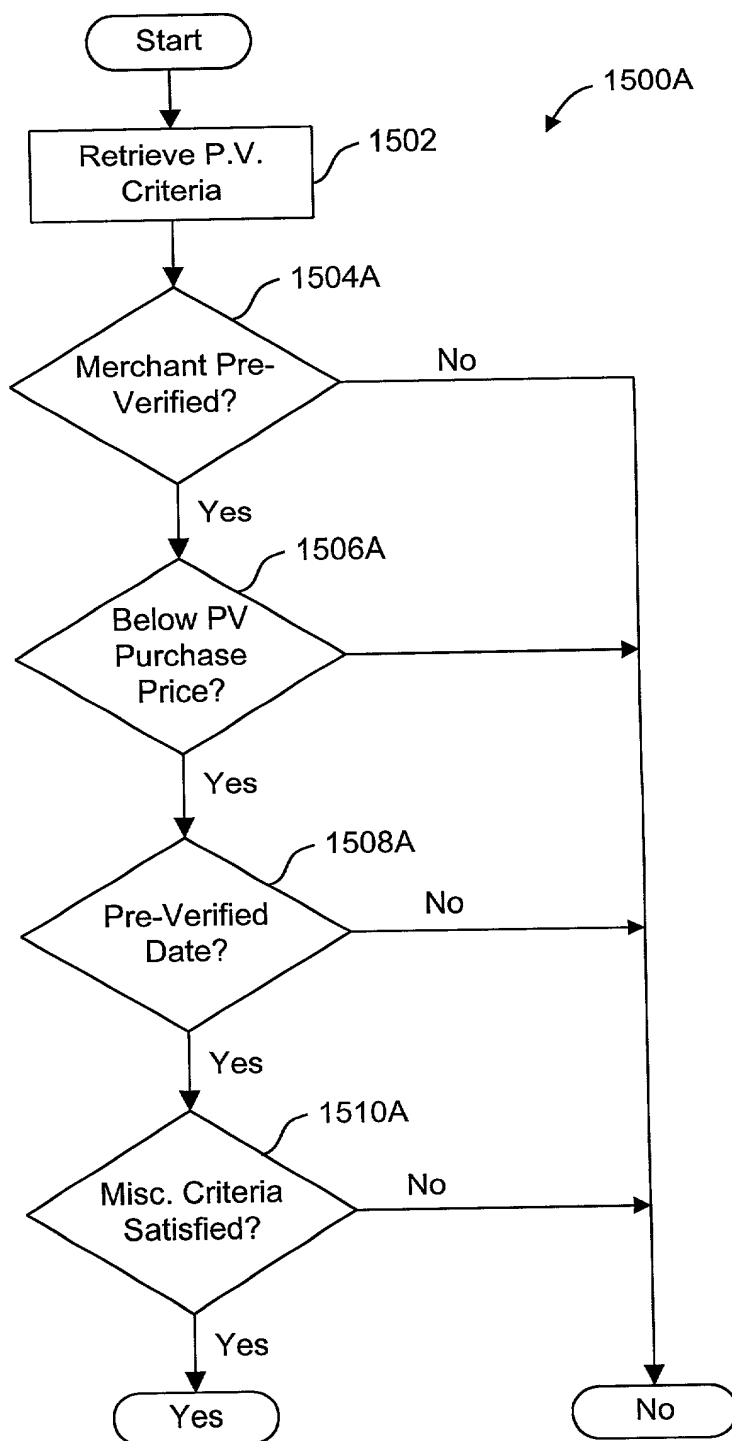 Start
1500A
Retrieve P.V.
Criteria
1502
1504A
Merchant Pre-
Verified?
No
Yes
1506A
Below PV
Purchase
Price?
Yes
1508A
Pre-Verified
Date?
No
Yes
1510A
Misc. Criteria
Satisfied?
No
Yes
Yes
No